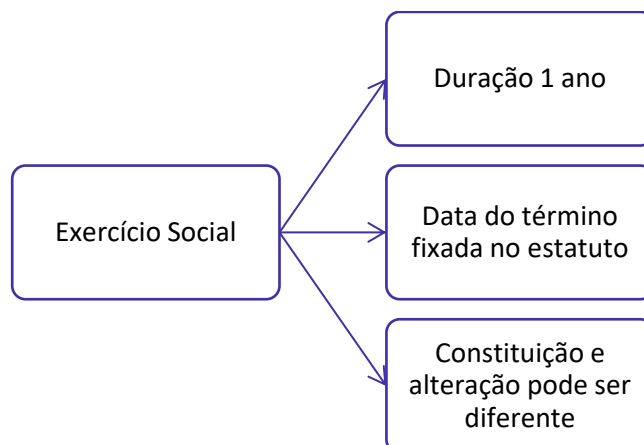 Exercício Social
Duração 1 ano
Data do término
fixada no estatuto
Constituição e
alteração pode ser
diferente